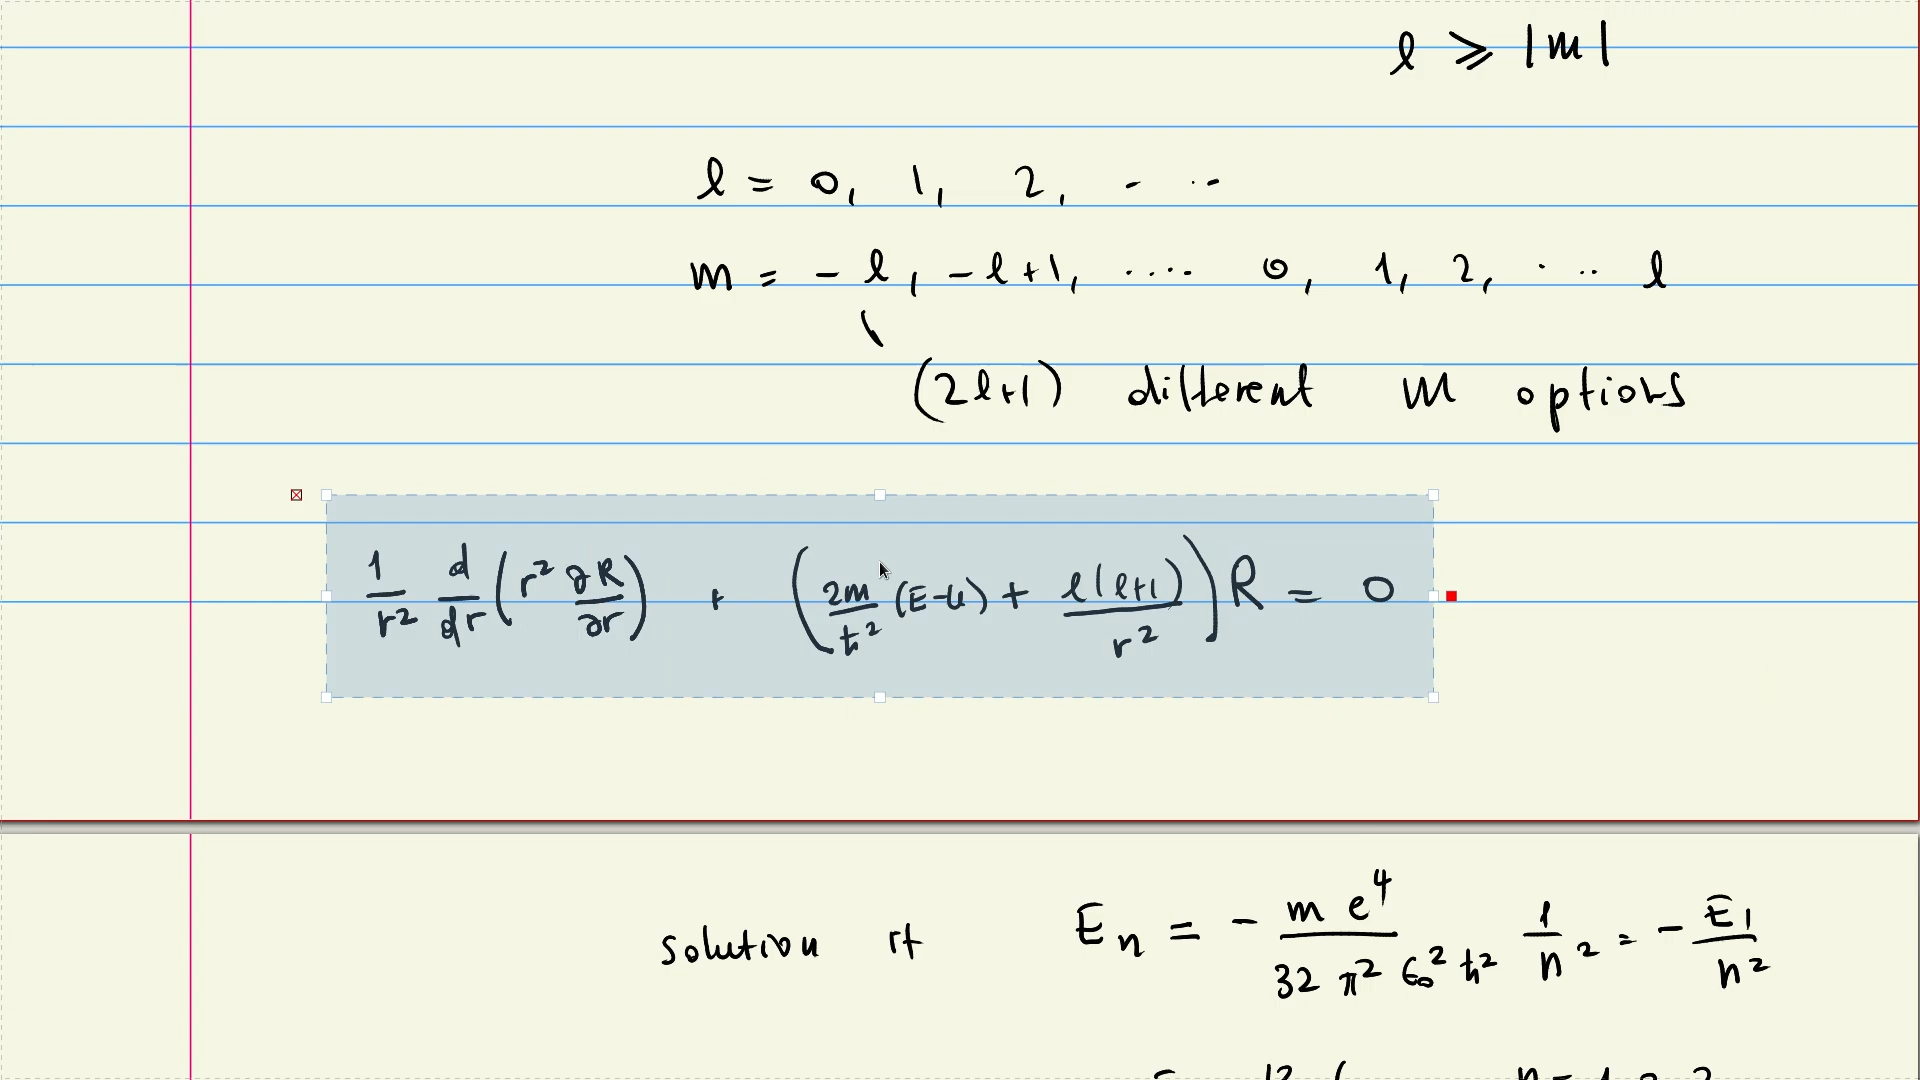 l ⩾ |m|
l = 0, 1, 2, - ··-
m = - l, - l+1, ···· 0, 1, 2, · ·· l
(2l+1) different m options
1/r² d/dr (r² ∂R/∂r) + (2m/ħ² (E-U) + l(l+1)/r²) R = 0
solution if Eₙ = - m e⁴/32 π² ϵ₀² ħ² 1/n² = - E1/n²